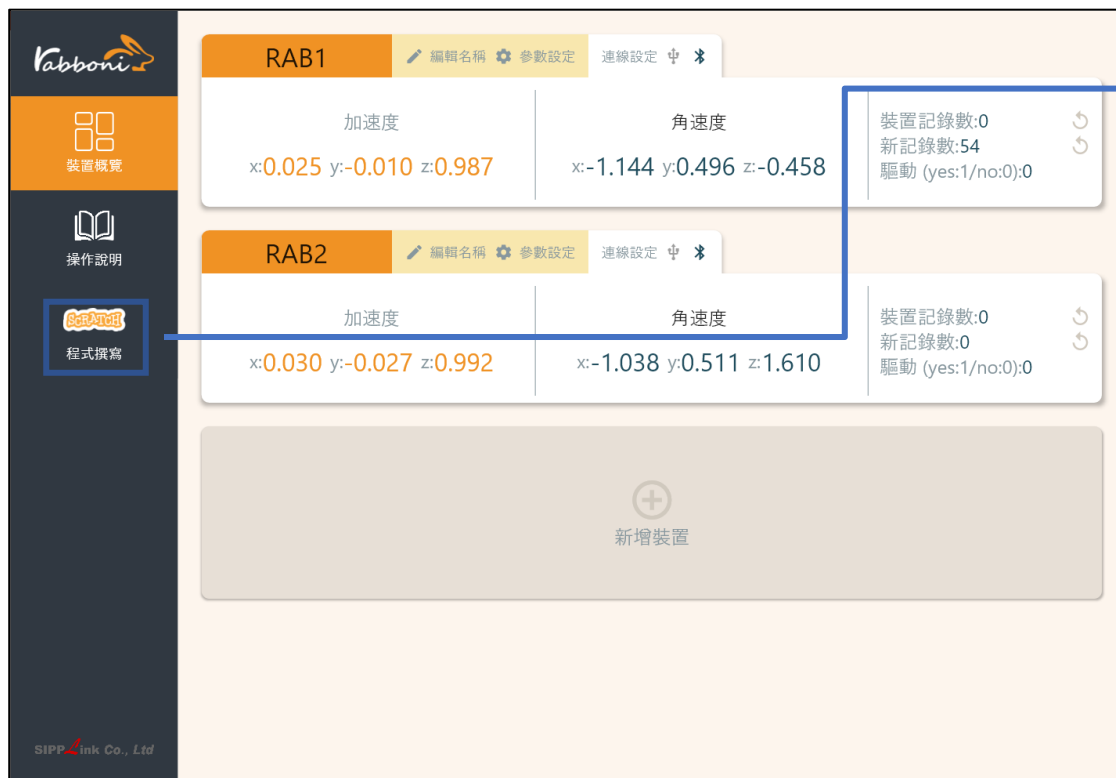 rabboni
裝置概覽
操作說明
SCRATCH
程式撰寫
SIPPLink Co., Ltd
RAB1 編輯名稱 參數設定 連線設定
加速度
x:0.025 y:-0.010 z:0.987
角速度
x:-1.144 y:0.496 z:-0.458
裝置記錄數:0
新記錄數:54
驅動 (yes:1/no:0):0
RAB2 編輯名稱 參數設定 連線設定
加速度
x:0.030 y:-0.027 z:0.992
角速度
x:-1.038 y:0.511 z:1.610
裝置記錄數:0
新記錄數:0
驅動 (yes:1/no:0):0
新增裝置